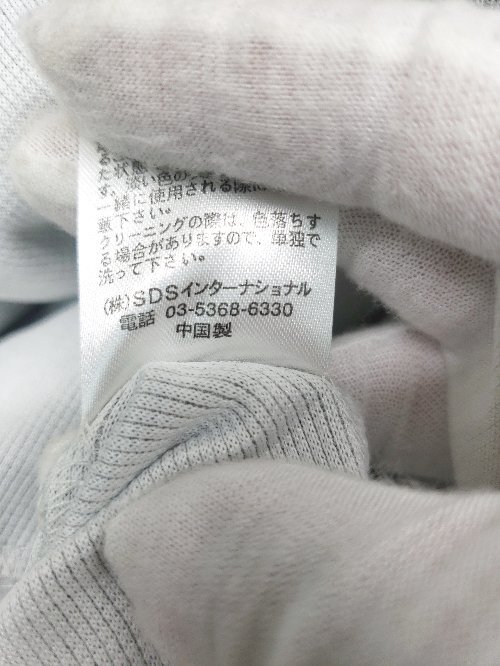 る状態
す。淡い色の
一緒に使用される際
意下さい。
クリーニングの際は、色落ちす
る場合がありますので、単独で
洗って下さい。
(株)SDSインターナショナル
電話 03-5368-6330
中国製